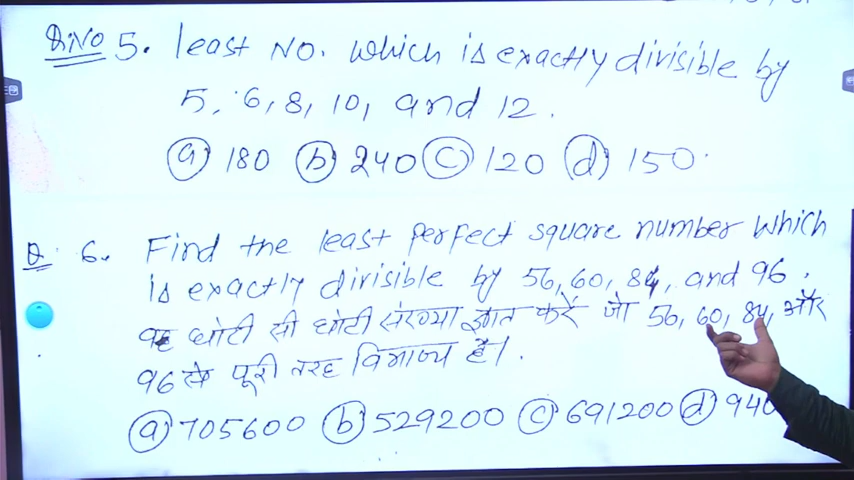 Q.NO 5. least NO. which is exactly divisible by
5, 6, 8, 10, and 12.
(a) 180 (b) 240 (c) 120 (d) 150.
Q. 6. Find the least perfect square number which
is exactly divisible by 56, 60, 84, and 96.
वह छोटी सी छोटी संख्या ज्ञात करें जो 56, 60, 84, और
96 से पूरी तरह विभाज्य है।
(a) 705600 (b) 529200 (c) 691200 (d) 940